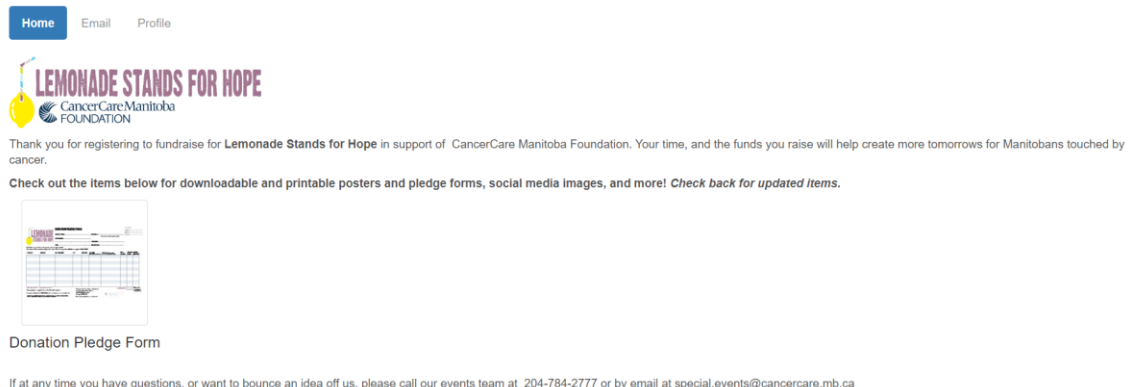 Home Email Profile
LEMONADE STANDS FOR HOPE
CancerCare Manitoba
FOUNDATION
Thank you for registering to fundraise for Lemonade Stands for Hope in support of CancerCare Manitoba Foundation. Your time, and the funds you raise will help create more tomorrows for Manitobans touched by
cancer.
Check out the items below for downloadable and printable posters and pledge forms, social media images, and more! Check back for updated items.
LEMONADE
Donation Pledge Form
If at any time you have questions, or want to bounce an idea off us, please call our events team at 204-784-2777 or by email at special.events@cancercare.mb.ca